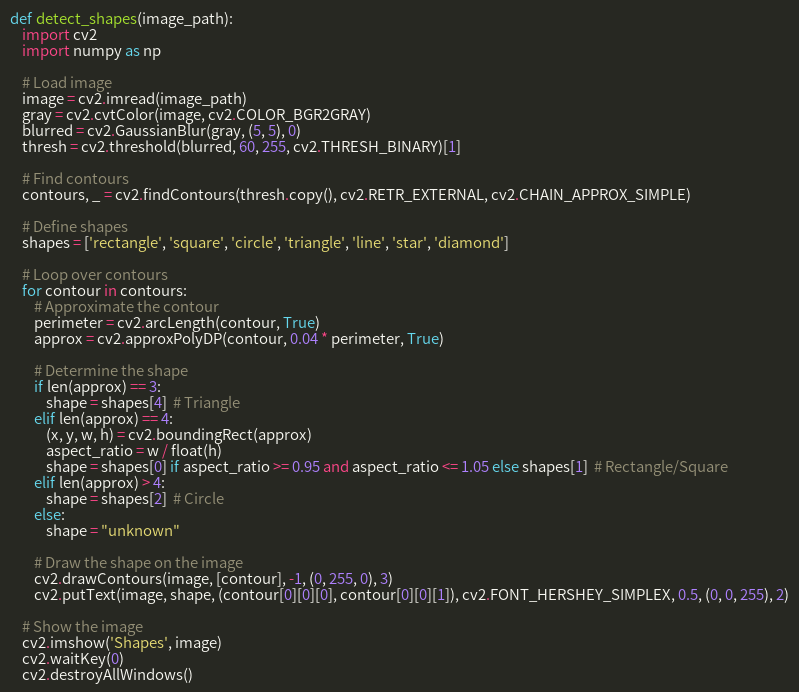 def detect_shapes(image_path):
    import cv2
    import numpy as np

    # Load image
    image = cv2.imread(image_path)
    gray = cv2.cvtColor(image, cv2.COLOR_BGR2GRAY)
    blurred = cv2.GaussianBlur(gray, (5, 5), 0)
    thresh = cv2.threshold(blurred, 60, 255, cv2.THRESH_BINARY)[1]

    # Find contours
    contours, _ = cv2.findContours(thresh.copy(), cv2.RETR_EXTERNAL, cv2.CHAIN_APPROX_SIMPLE)

    # Define shapes
    shapes = ['rectangle', 'square', 'circle', 'triangle', 'line', 'star', 'diamond']

    # Loop over contours
    for contour in contours:
        # Approximate the contour
        perimeter = cv2.arcLength(contour, True)
        approx = cv2.approxPolyDP(contour, 0.04 * perimeter, True)

        # Determine the shape
        if len(approx) == 3:
            shape = shapes[4]  # Triangle
        elif len(approx) == 4:
            (x, y, w, h) = cv2.boundingRect(approx)
            aspect_ratio = w / float(h)
            shape = shapes[0] if aspect_ratio >= 0.95 and aspect_ratio <= 1.05 else shapes[1]  # Rectangle/Square
        elif len(approx) > 4:
            shape = shapes[2]  # Circle
        else:
            shape = "unknown"

        # Draw the shape on the image
        cv2.drawContours(image, [contour], -1, (0, 255, 0), 3)
        cv2.putText(image, shape, (contour[0][0][0], contour[0][0][1]), cv2.FONT_HERSHEY_SIMPLEX, 0.5, (0, 0, 255), 2)

    # Show the image
    cv2.imshow('Shapes', image)
    cv2.waitKey(0)
    cv2.destroyAllWindows()